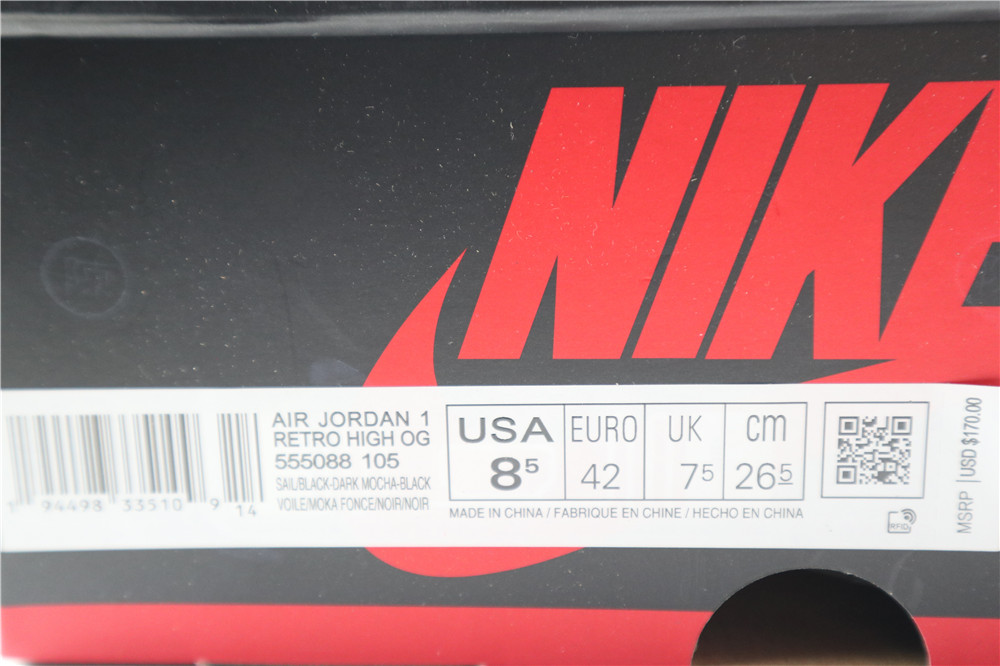 NIKE
AIR JORDAN 1
RETRO HIGH OG
555088 105
SAIL/BLACK-DARK MOCHA-BLACK
VOILE/MOKA FONCE/NOIR/NOIR
1 94498 33510 9 14
USA EURO UK cm
8⁵ 42 7⁵ 26⁵
MADE IN CHINA / FABRIQUE EN CHINE / HECHO EN CHINA
RFID
MSRP USD $170.00